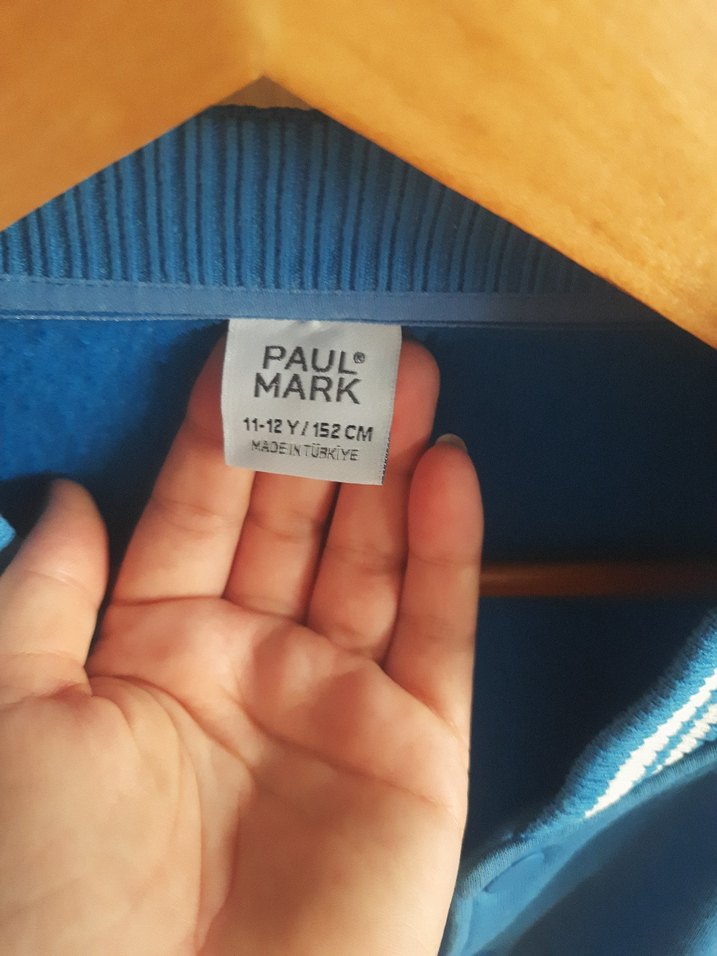 PAUL®
MARK
11-12 Y / 152 CM
MADE IN TÜRKİYE